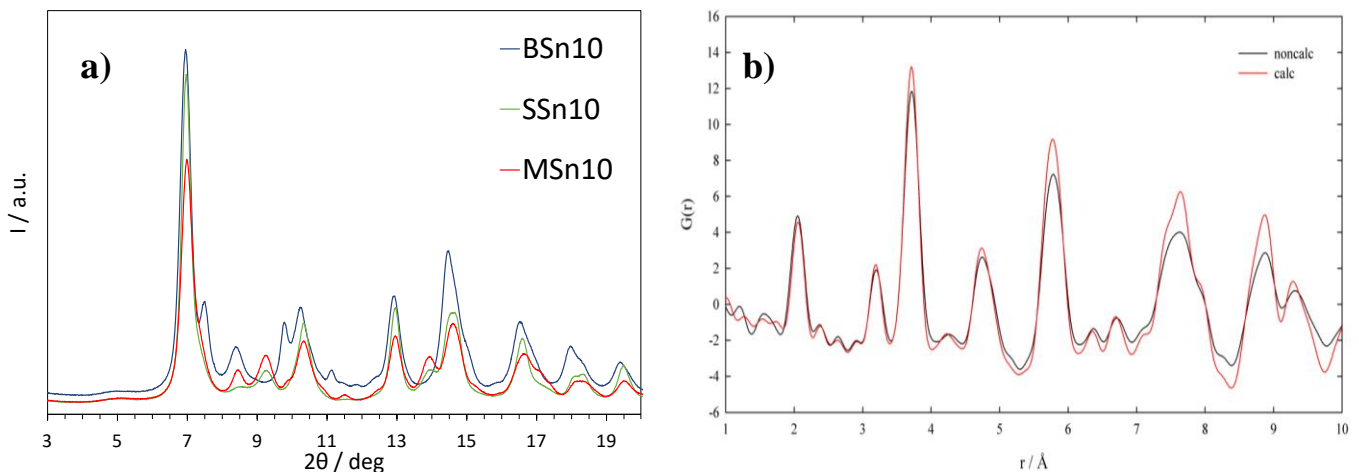 a)
BSn10
SSn10
MSn10
I / a.u.
3 5 7 9 11 13 15 17 19
2θ / deg
b)
noncalc
calc
16
14
12
10
8
6
4
2
0
-2
-4
-6
G(r)
1 2 3 4 5 6 7 8 9 10
r / Å